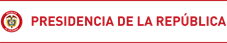 PRESIDENCIA DE LA REPÚBLICA